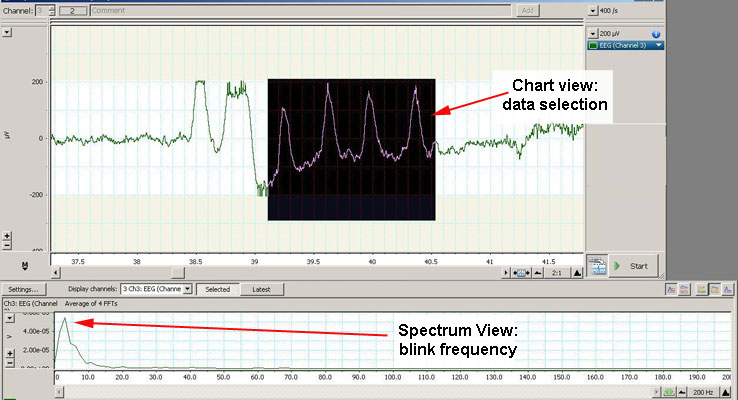 Channel: 3 2 Comment Add 400 /s
200 µV
EEG (Channel 3)
200
Chart view:
data selection
µV
0
-200
37.5 38 38.5 39 39.5 40 40.5 41 41.5
2:1 Start
Settings... Display channels: 3 Ch3: EEG (Channe Selected Latest
Ch3: EEG (Channel Average of 4 FFTs
4.00e-05
Spectrum View:
blink frequency
V
2.00e-05
0 10.0 20.0 30.0 40.0 50.0 60.0 70.0 80.0 90.0 100.0 110.0 120.0 130.0 140.0 150.0 160.0 170.0 180.0 190.0
200 Hz